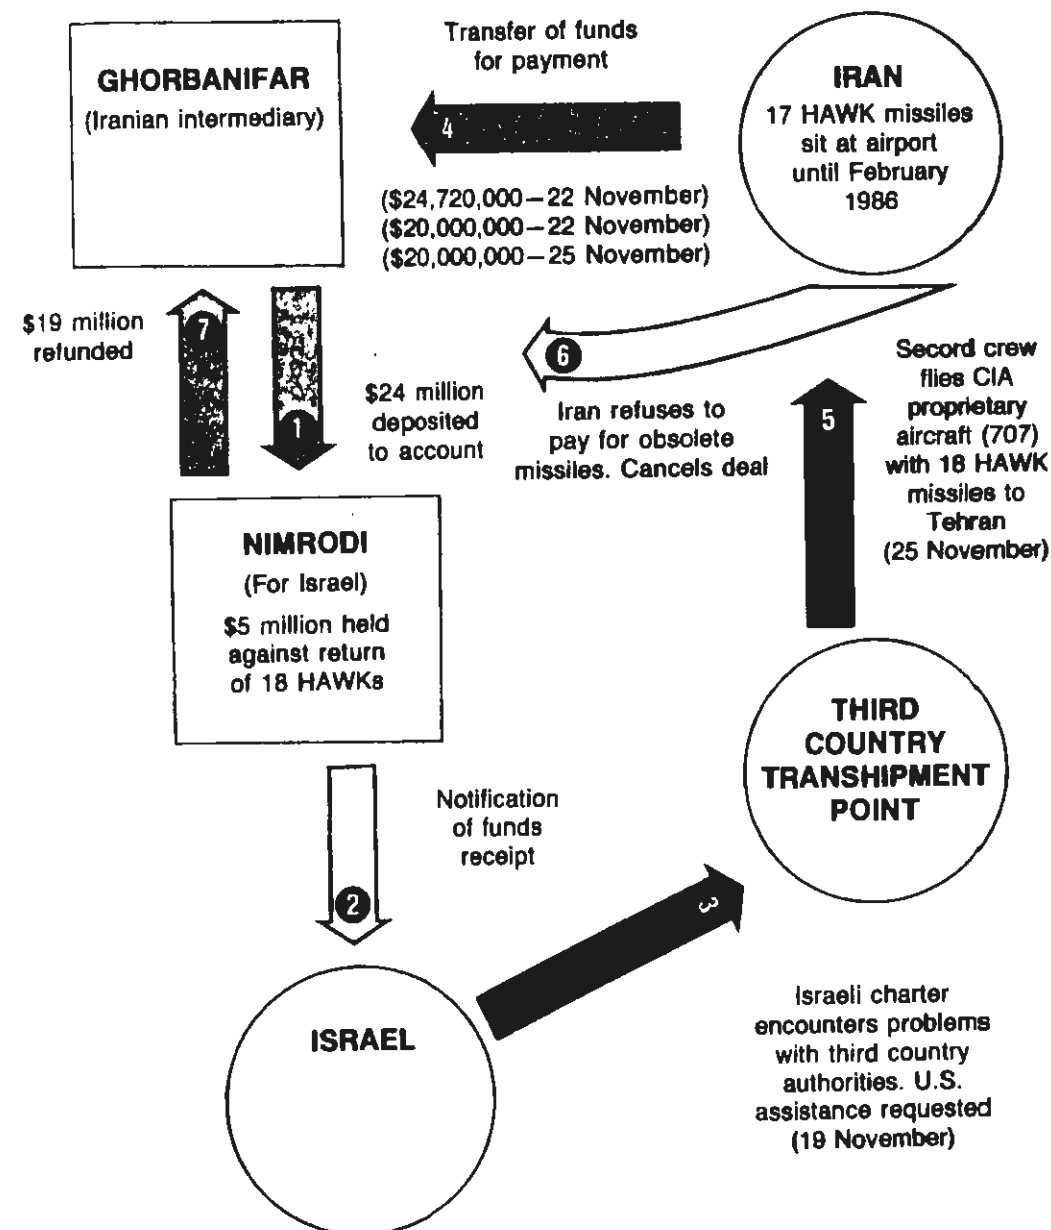 GHORBANIFAR
(Iranian intermediary)
Transfer of funds
for payment
4
($24,720,000—22 November)
($20,000,000—22 November)
($20,000,000—25 November)
IRAN
17 HAWK missiles
sit at airport
until February
1986
$19 million
refunded
7
1
$24 million
deposited
to account
6
Iran refuses to
pay for obsolete
missiles. Cancels deal
5
Second crew
flies CIA
proprietary
aircraft (707)
with 18 HAWK
missiles to
Tehran
(25 November)
NIMRODI
(For Israel)
$5 million held
against return
of 18 HAWKs
THIRD
COUNTRY
TRANSHIPMENT
POINT
2
Notification
of funds
receipt
3
ISRAEL
Israeli charter
encounters problems
with third country
authorities. U.S.
assistance requested
(19 November)